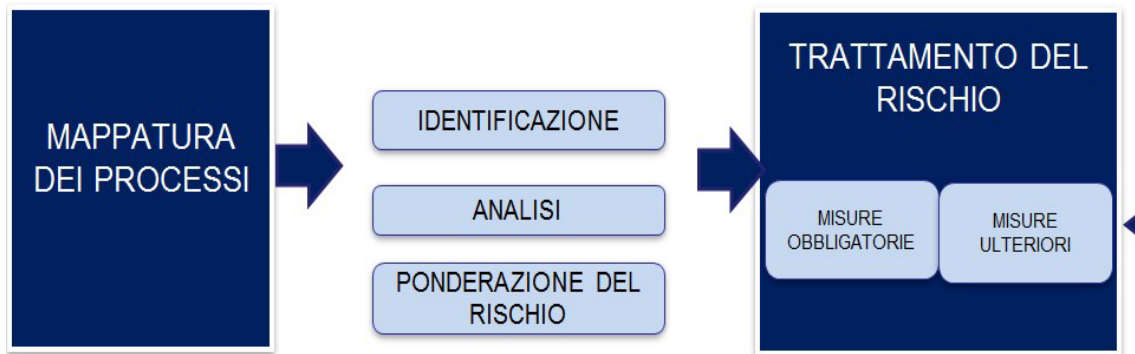 MAPPATURA
DEI PROCESSI
IDENTIFICAZIONE
ANALISI
PONDERAZIONE DEL
RISCHIO
TRATTAMENTO DEL
RISCHIO
MISURE
OBBLIGATORIE
MISURE
ULTERIORI